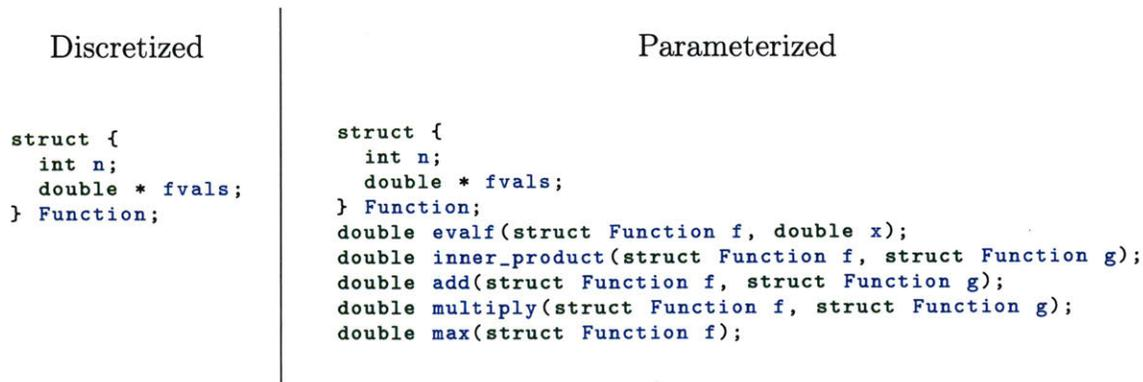 Discretized
struct {
  int n;
  double * fvals;
} Function;
Parameterized
struct {
  int n;
  double * fvals;
} Function;
double evalf(struct Function f, double x);
double inner_product(struct Function f, struct Function g);
double add(struct Function f, struct Function g);
double multiply(struct Function f, struct Function g);
double max(struct Function f);